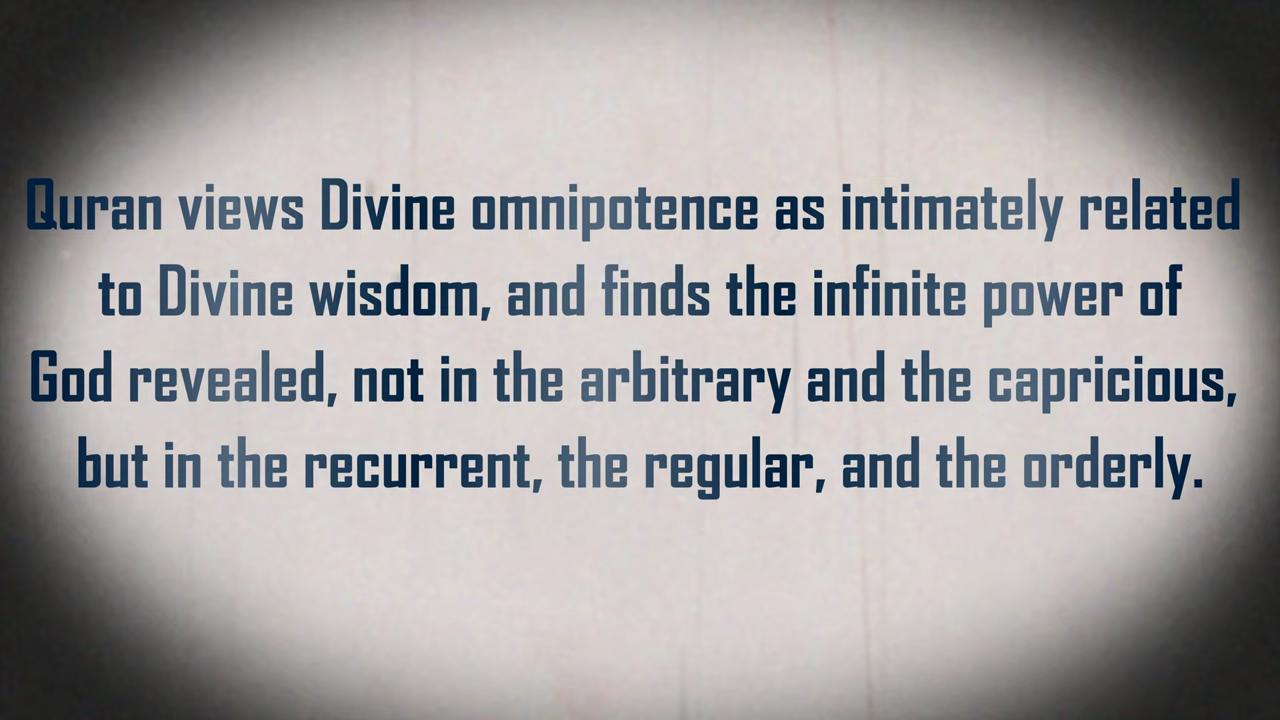 Quran views Divine omnipotence as intimately related
to Divine wisdom, and finds the infinite power of
God revealed, not in the arbitrary and the capricious,
but in the recurrent, the regular, and the orderly.